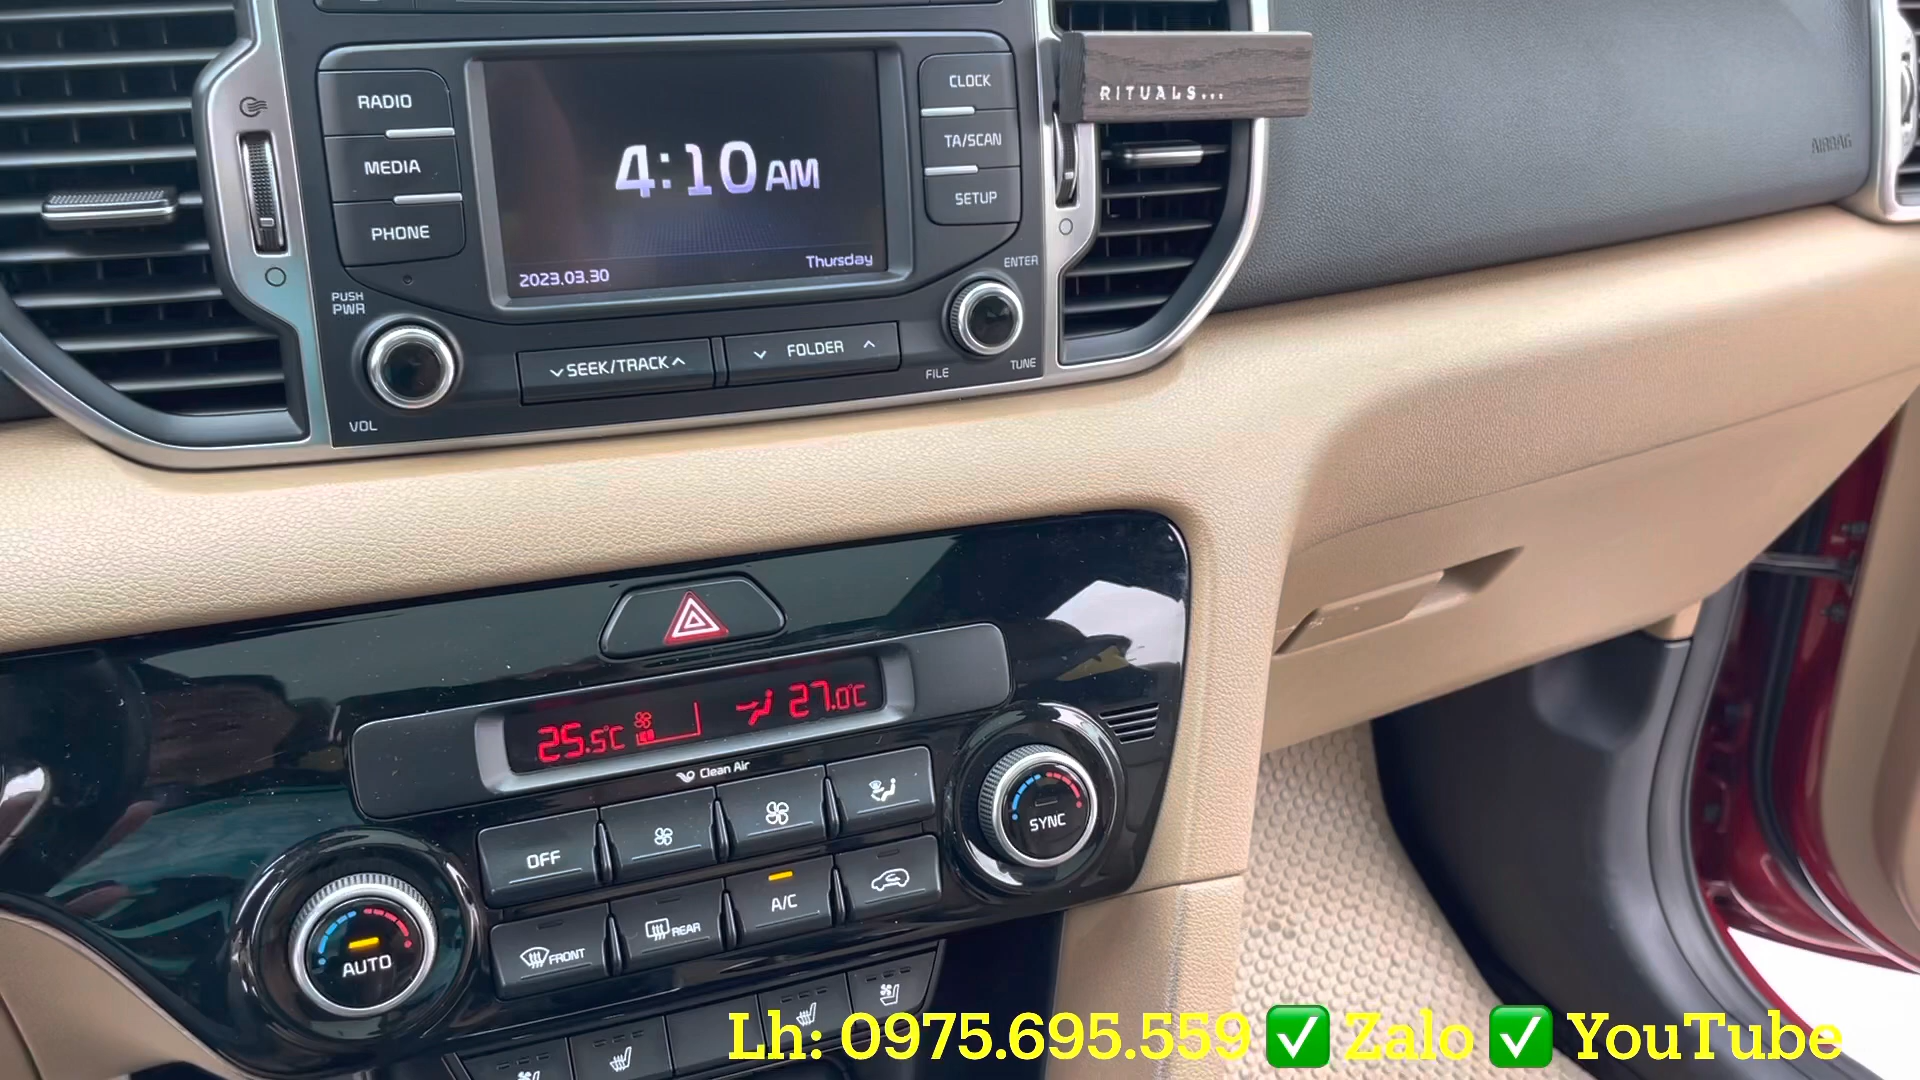 RADIO
MEDIA
PHONE
PUSH
PWR
VOL
4:10 AM
2023.03.30
Thursday
CLOCK
TA/SCAN
SETUP
ENTER
TUNE
FILE
SEEK/TRACK
FOLDER
RITUALS...
AIRBAG
25.5°C
27.0°C
Clean Air
OFF
SYNC
AUTO
FRONT
REAR
A/C
Lh: 0975.695.559 ✅ Zalo ✅ YouTube